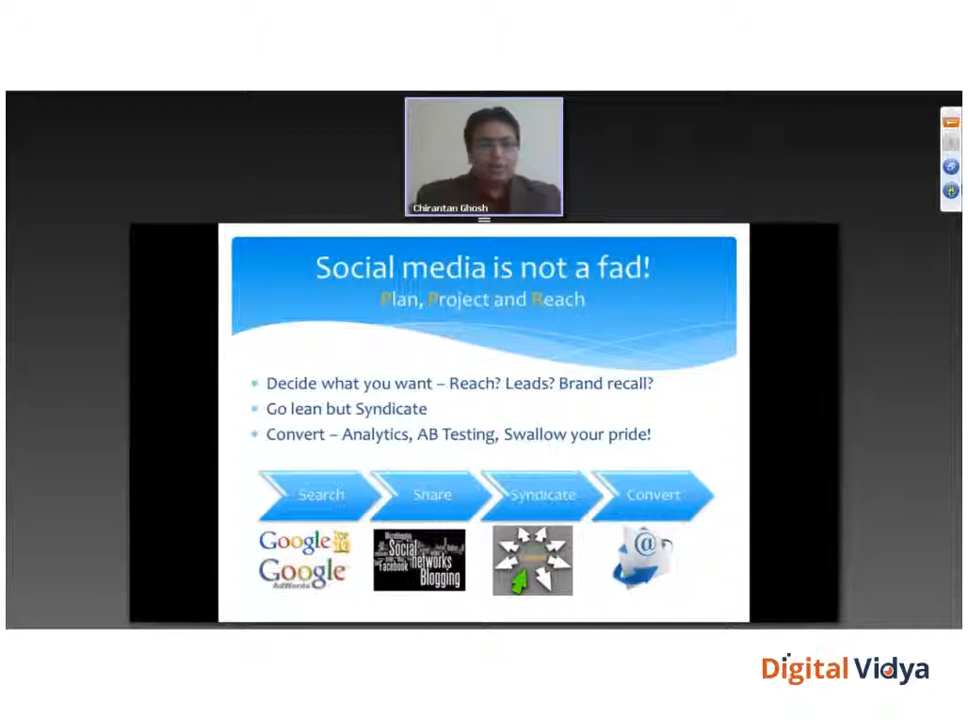 Chirantan Ghosh
Social media is not a fad!
Plan, Project and Reach
Decide what you want – Reach? Leads? Brand recall?
Go lean but Syndicate
Convert – Analytics, AB Testing, Swallow your pride!
Search
Share
Syndicate
Convert
Google
Google
AdWords
Microblogging
Social
networks
Facebook
Blogging
@
Digital Vidya